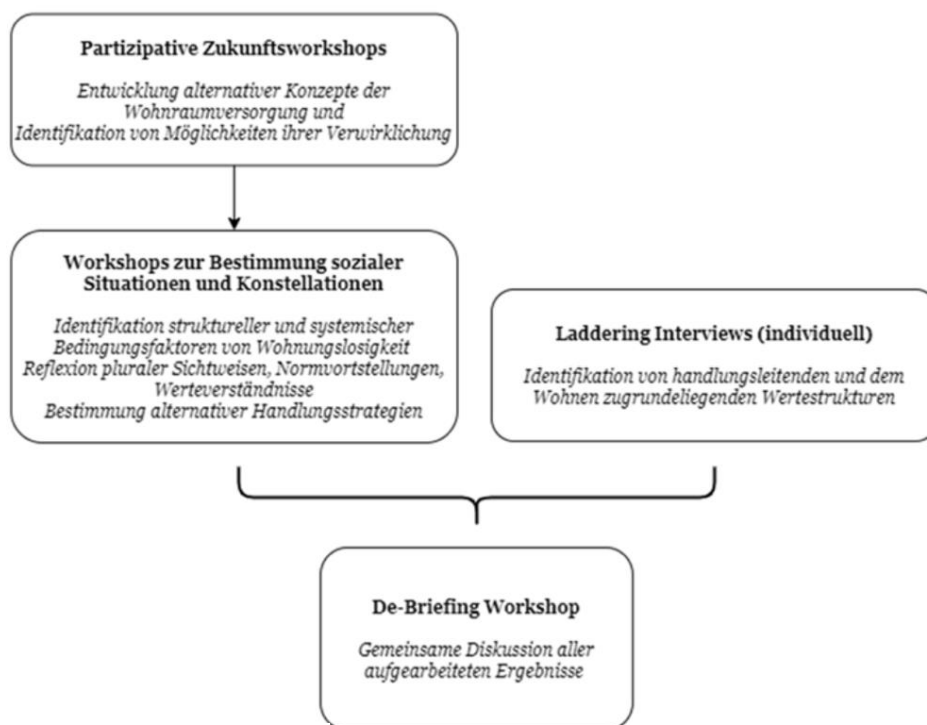 Partizipative Zukunftsworkshops
Entwicklung alternativer Konzepte der
Wohnraumversorgung und
Identifikation von Möglichkeiten ihrer Verwirklichung
Workshops zur Bestimmung sozialer
Situationen und Konstellationen
Identifikation struktureller und systemischer
Bedingungsfaktoren von Wohnungslosigkeit
Reflexion pluraler Sichtweisen, Normvortstellungen,
Werteverständnisse
Bestimmung alternativer Handlungsstrategien
Laddering Interviews (individuell)
Identifikation von handlungsleitenden und dem
Wohnen zugrundeliegenden Wertestrukturen
De-Briefing Workshop
Gemeinsame Diskussion aller
aufgearbeiteten Ergebnisse